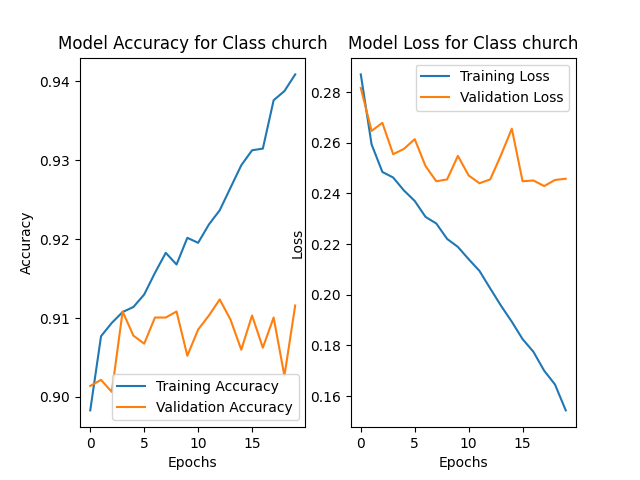 Model Accuracy for Class church
0.94
0.93
0.92
0.91
0.90
Accuracy
Training Accuracy
Validation Accuracy
0
5
10
15
Epochs
Model Loss for Class church
Training Loss
Validation Loss
0.28
0.26
0.24
0.22
0.20
0.18
0.16
Loss
0
5
10
15
Epochs